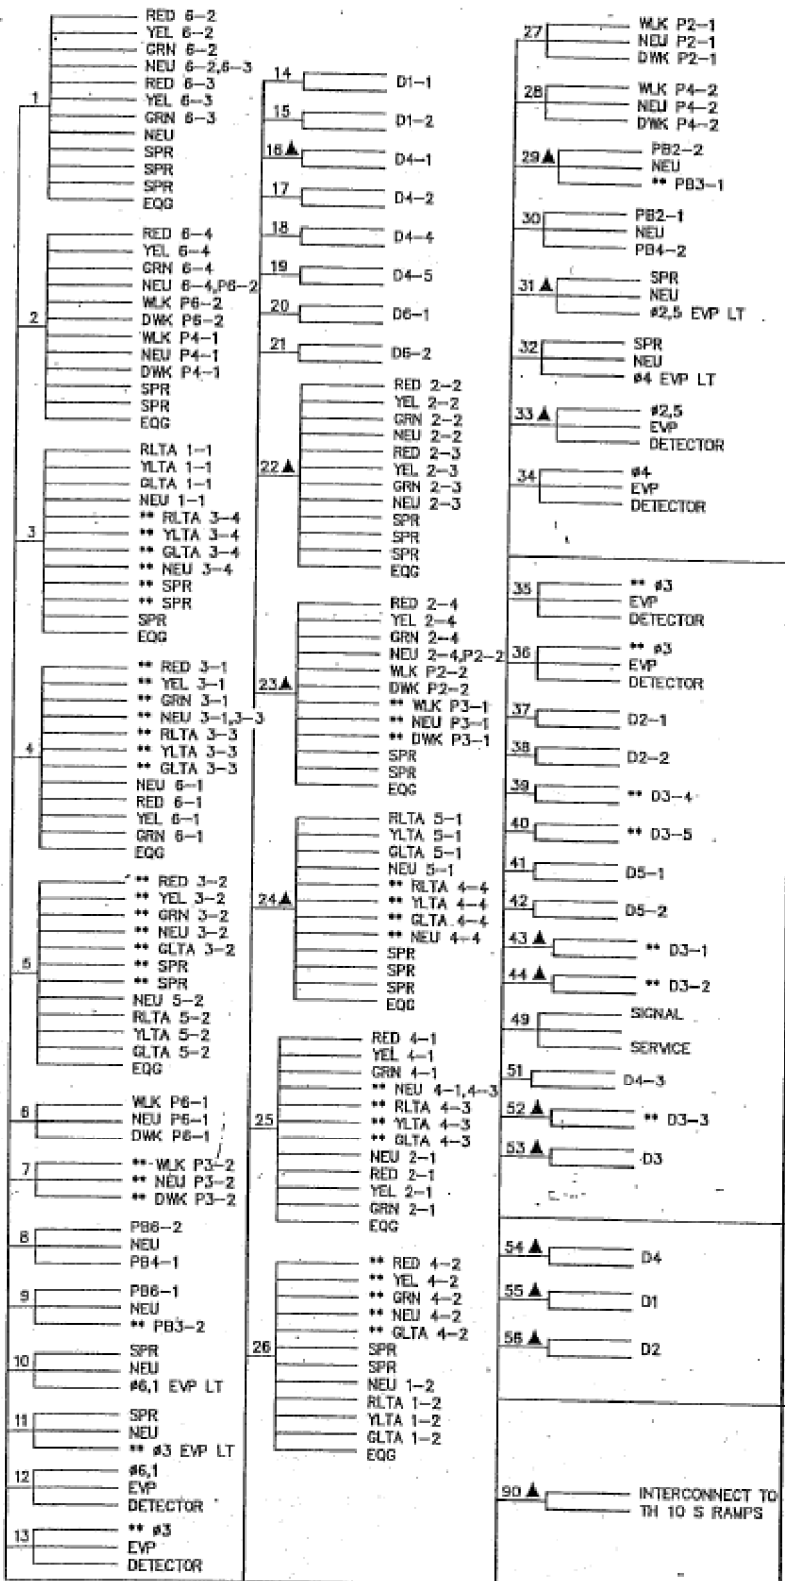 1
RED 6-2
YEL 6-2
GRN 6-2
NEU 6-2,6-3
RED 6-3
YEL 6-3
GRN 6-3
NEU
SPR
SPR
SPR
EQG
2
RED 6-4
YEL 6-4
GRN 6-4
NEU 6-4,P6-2
WLK P6-2
DWK P6-2
WLK P4-1
NEU P4-1
DWK P4-1
SPR
SPR
EQG
3
RLTA 1-1
YLTA 1-1
GLTA 1-1
NEU 1-1
** RLTA 3-4
** YLTA 3-4
** GLTA 3-4
** NEU 3-4
** SPR
** SPR
SPR
EQG
4
** RED 3-1
** YEL 3-1
** GRN 3-1
** NEU 3-1,3-3
** RLTA 3-3
** YLTA 3-3
** GLTA 3-3
NEU 6-1
RED 6-1
YEL 6-1
GRN 6-1
EQG
5
** RED 3-2
** YEL 3-2
** GRN 3-2
** NEU 3-2
** GLTA 3-2
** SPR
** SPR
NEU 5-2
RLTA 5-2
YLTA 5-2
GLTA 5-2
EQG
6
WLK P6-1
NEU P6-1
DWK P6-1
7
** WLK P3-2
** NEU P3-2
** DWK P3-2
8
PB6-2
NEU
PB4-1
9
PB6-1
NEU
** PB3-2
10
SPR
NEU
ø6,1 EVP LT
11
SPR
NEU
** ø3 EVP LT
12
ø6,1
EVP
DETECTOR
13
** ø3
EVP
DETECTOR
14
D1-1
15
D1-2
16▲
D4-1
17
D4-2
18
D4-4
19
D4-5
20
D6-1
21
D6-2
22▲
RED 2-2
YEL 2-2
GRN 2-2
NEU 2-2
RED 2-3
YEL 2-3
GRN 2-3
NEU 2-3
SPR
SPR
SPR
EQG
23▲
RED 2-4
YEL 2-4
GRN 2-4
NEU 2-4,P2-2
WLK P2-2
DWK P2-2
** WLK P3-1
** NEU P3-1
** DWK P3-1
SPR
SPR
EQG
24▲
RLTA 5-1
YLTA 5-1
GLTA 5-1
NEU 5-1
** RLTA 4-4
** YLTA 4-4
** GLTA 4-4
** NEU 4-4
SPR
SPR
SPR
EQG
25
RED 4-1
YEL 4-1
GRN 4-1
** NEU 4-1,4-3
** RLTA 4-3
** YLTA 4-3
** GLTA 4-3
NEU 2-1
RED 2-1
YEL 2-1
GRN 2-1
EQG
26
** RED 4-2
** YEL 4-2
** GRN 4-2
** NEU 4-2
** GLTA 4-2
SPR
SPR
NEU 1-2
RLTA 1-2
YLTA 1-2
GLTA 1-2
EQG
27
WLK P2-1
NEU P2-1
DWK P2-1
28
WLK P4-2
NEU P4-2
DWK P4-2
29▲
PB2-2
NEU
** PB3-1
30
PB2-1
NEU
PB4-2
31▲
SPR
NEU
ø2,5 EVP LT
32
SPR
NEU
ø4 EVP LT
33▲
ø2,5
EVP
DETECTOR
34
ø4
EVP
DETECTOR
35
** ø3
EVP
DETECTOR
36
** ø3
EVP
DETECTOR
37
D2-1
38
D2-2
39
** D3-4
40
** D3-5
41
D5-1
42
D5-2
43▲
** D3-1
44▲
** D3-2
49
SIGNAL
SERVICE
51
D4-3
52▲
** D3-3
53▲
D3
54▲
D4
55▲
D1
56▲
D2
90▲
INTERCONNECT TO
TH 10 S RAMPS